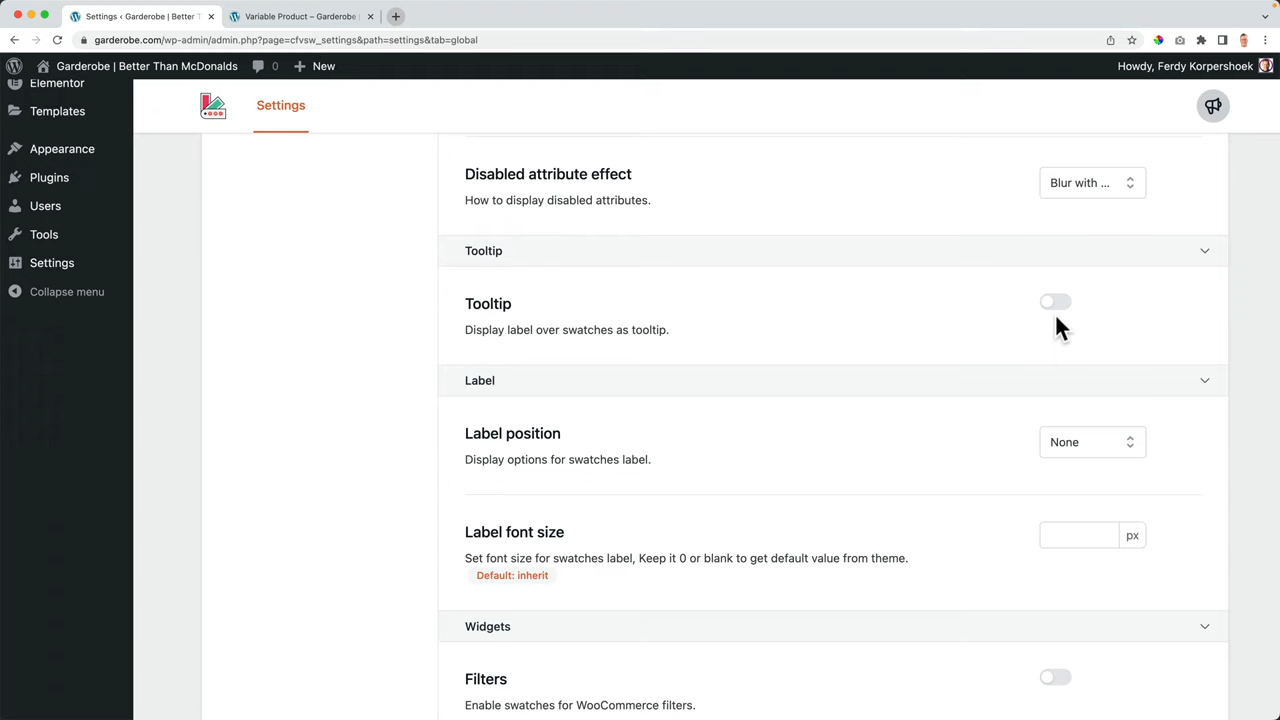 Settings ‹ Garderobe | Better T
Variable Product – Garderobe |
garderobe.com/wp-admin/admin.php?page=cfvsw_settings&path=settings&tab=global
Garderobe | Better Than McDonalds
0
New
Howdy, Ferdy Korpershoek
Elementor
Templates
Appearance
Plugins
Users
Tools
Settings
Collapse menu
Settings
Disabled attribute effect
How to display disabled attributes.
Blur with ...
Tooltip
Tooltip
Display label over swatches as tooltip.
Label
Label position
Display options for swatches label.
None
Label font size
Set font size for swatches label, Keep it 0 or blank to get default value from theme.
Default: inherit
px
Widgets
Filters
Enable swatches for WooCommerce filters.